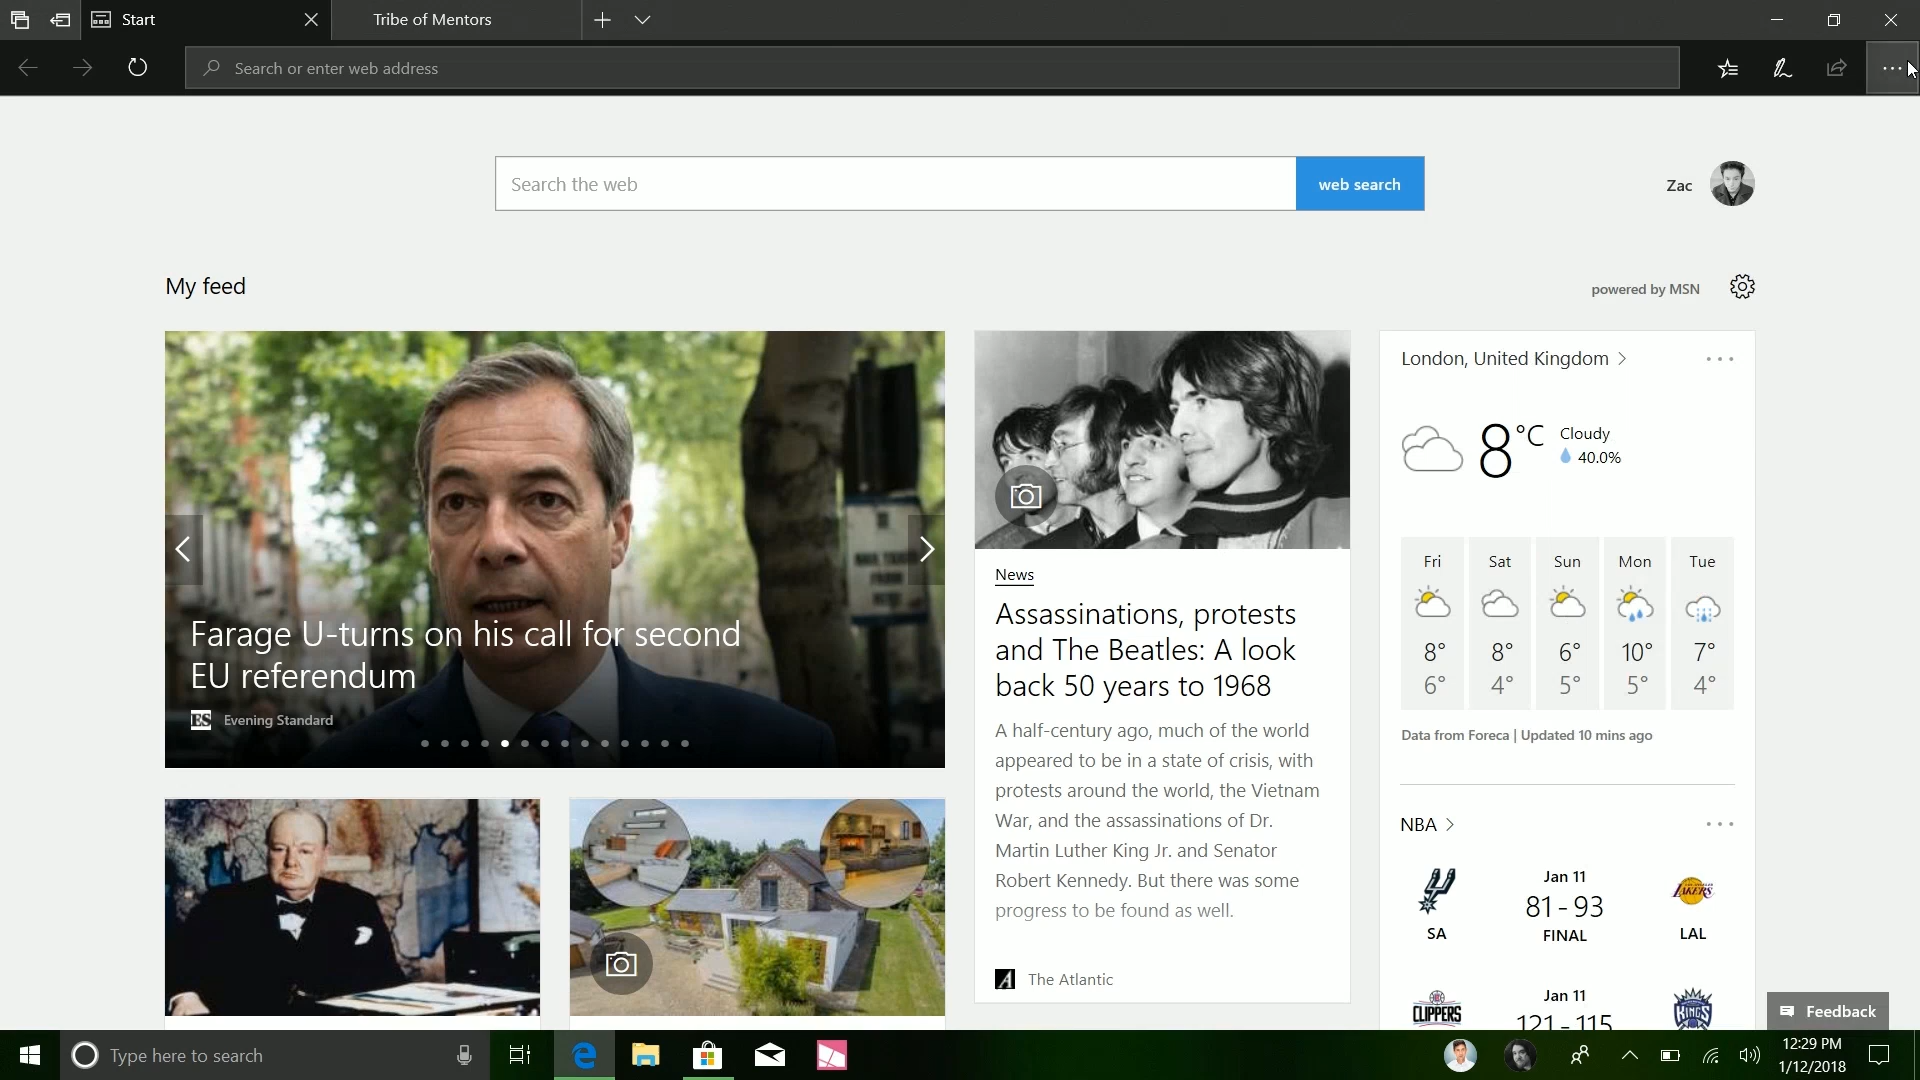 Start
Tribe of Mentors
Search or enter web address
Search the web
web search
Zac
My feed
powered by MSN
Farage U-turns on his call for second
EU referendum
ES
Evening Standard
News
Assassinations, protests
and The Beatles: A look
back 50 years to 1968
A half-century ago, much of the world
appeared to be in a state of crisis, with
protests around the world, the Vietnam
War, and the assassinations of Dr.
Martin Luther King Jr. and Senator
Robert Kennedy. But there was some
progress to be found as well.
A
The Atlantic
London, United Kingdom
8°C
Cloudy
40.0%
Fri Sat Sun Mon Tue
8° 8° 6° 10° 7°
6° 4° 5° 5° 4°
Data from Foreca | Updated 10 mins ago
NBA
Jan 11
81 - 93
LAKERS
SA FINAL LAL
Jan 11
CLIPPERS
KINGS
121 - 115
Feedback
Type here to search
12:29 PM
1/12/2018